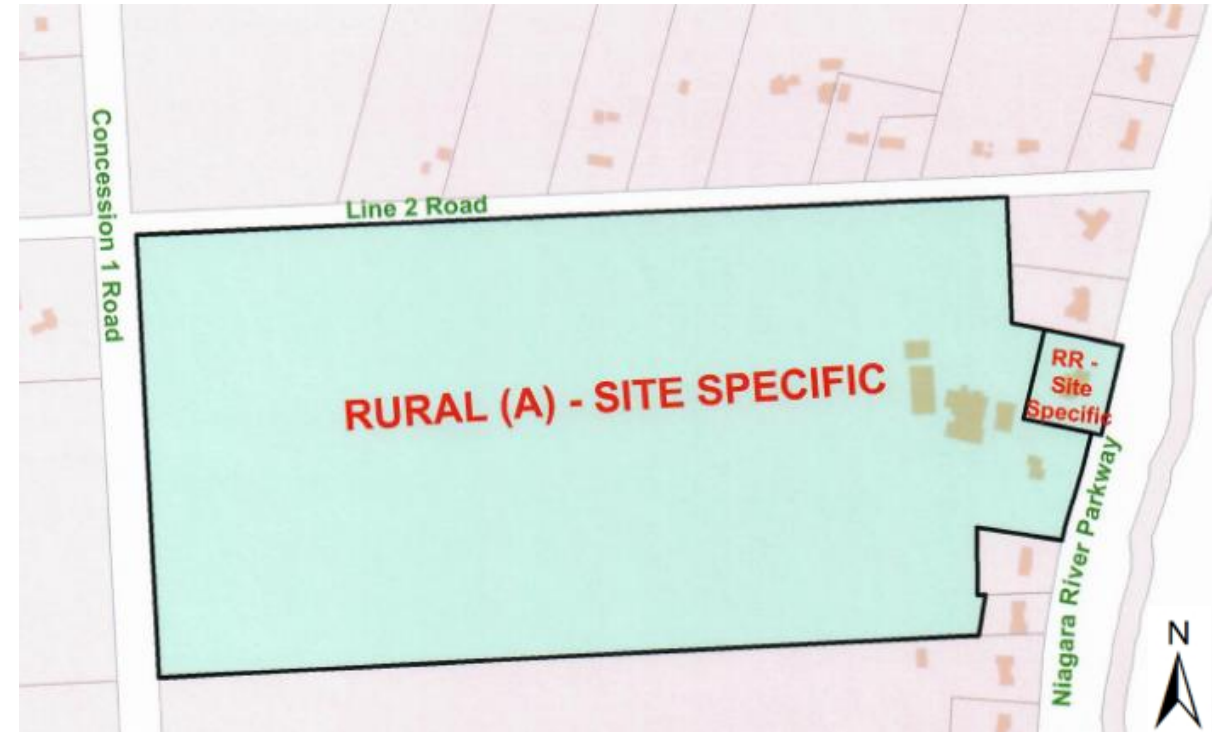 Concession 1 Road
Line 2 Road
RURAL (A) - SITE SPECIFIC
RR -
Site
Specific
Niagara River Parkway
N